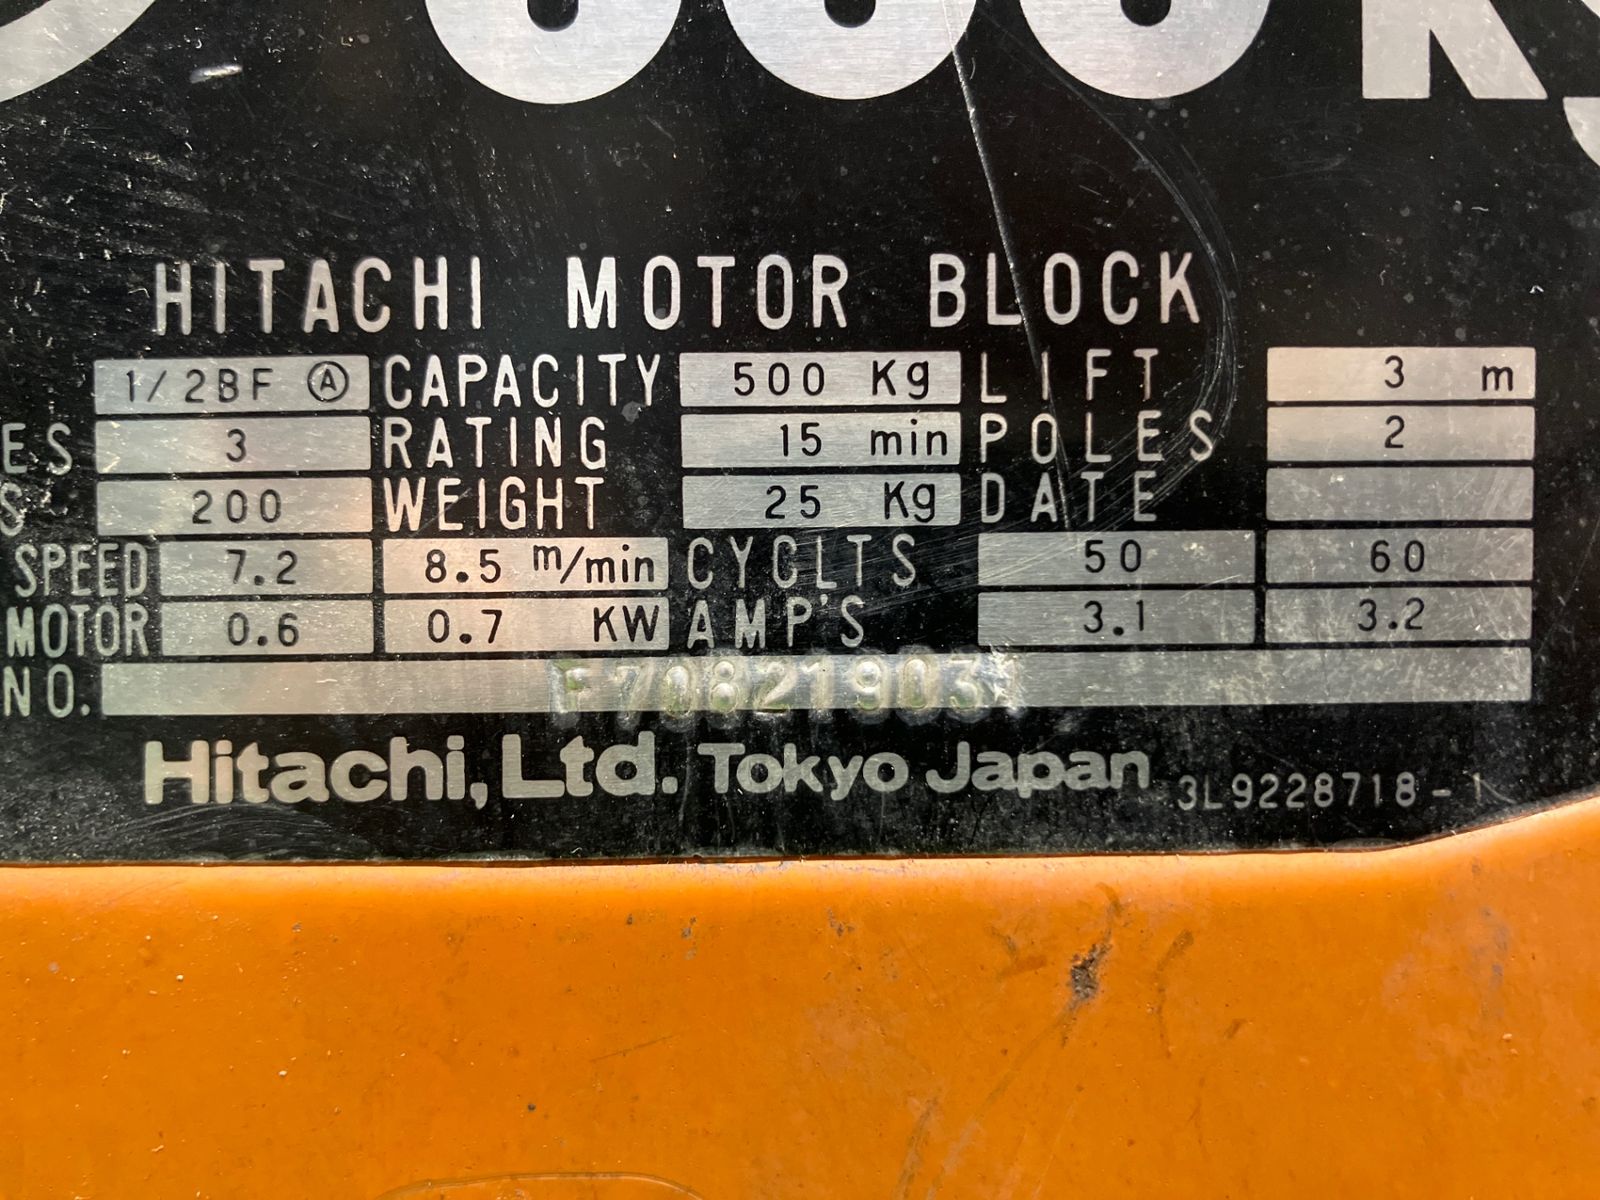 HITACHI MOTOR BLOCK
1/2BF Ⓐ CAPACITY 500 Kg LIFT 3 m
ES 3 RATING 15 min POLES 2
S 200 WEIGHT 25 Kg DATE
SPEED 7.2 8.5 m/min CYCLTS 50 60
MOTOR 0.6 0.7 KW AMP'S 3.1 3.2
NO. F708219031
Hitachi, Ltd. Tokyo Japan 3L9228718-1